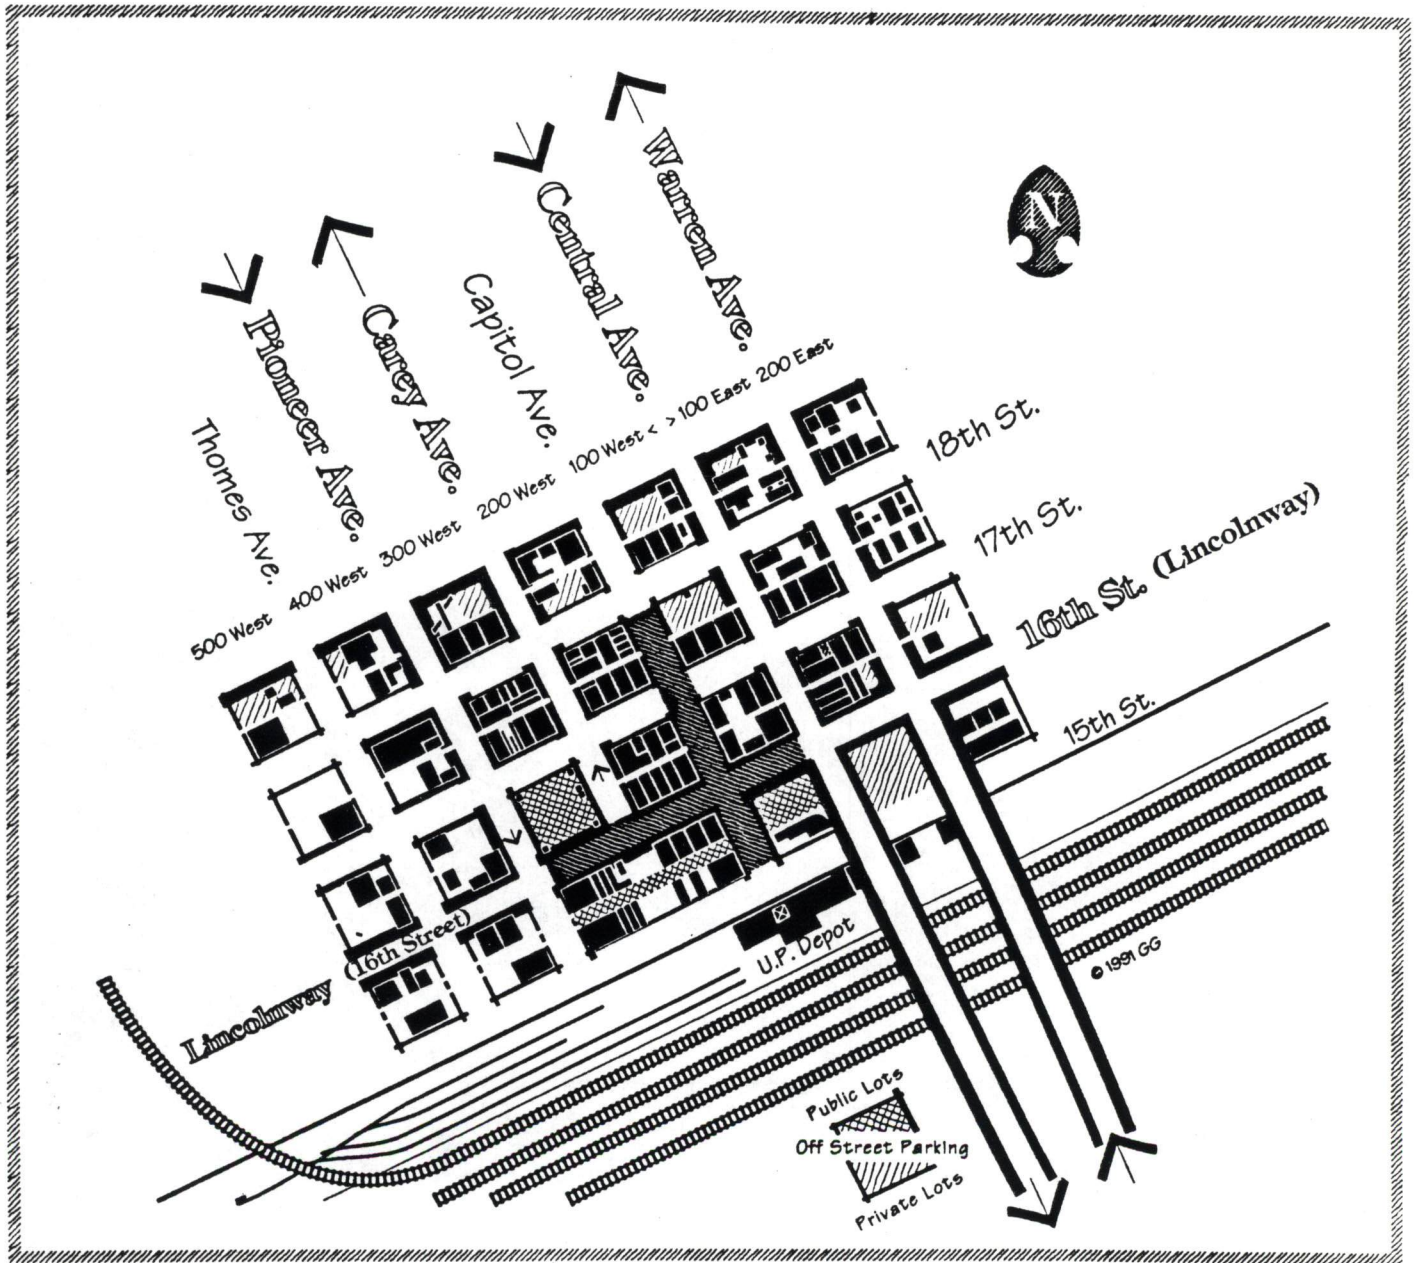 N
Warren Ave.
Central Ave.
Capitol Ave.
Carey Ave.
Pioneer Ave.
Thomes Ave.
500 West 400 West 300 West 200 West 100 West < > 100 East 200 East
18th St.
17th St.
16th St. (Lincolnway)
15th St.
Lincolnway (16th Street)
U.P. Depot
© 1991 GG
Public Lots
Off Street Parking
Private Lots